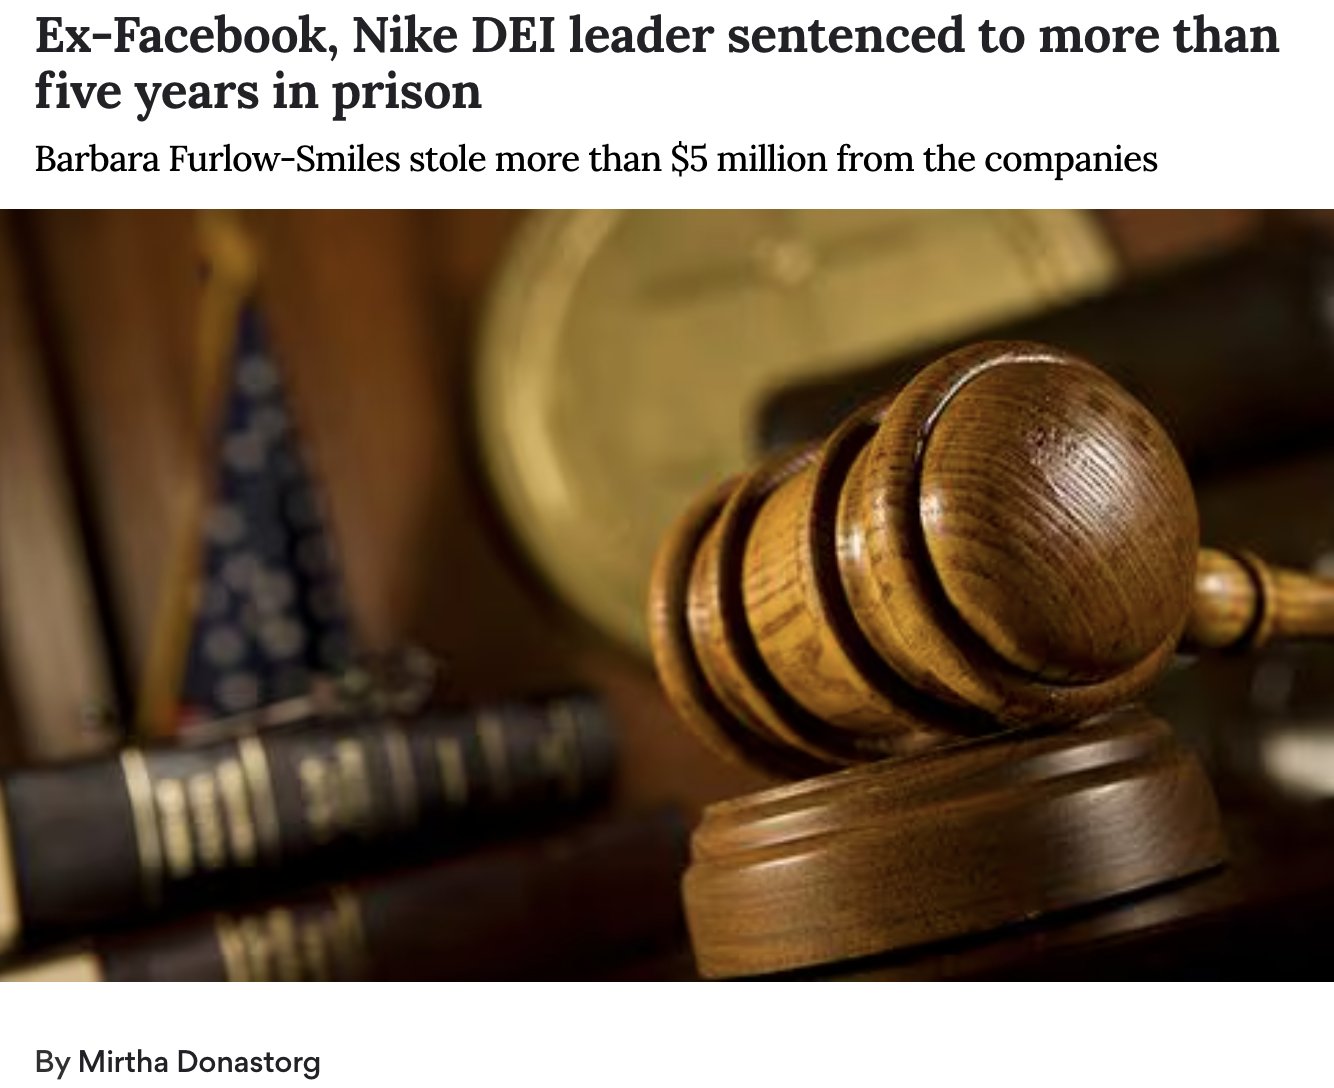 Ex-Facebook, Nike DEI leader sentenced to more than
five years in prison
Barbara Furlow-Smiles stole more than $5 million from the companies
By Mirtha Donastorg